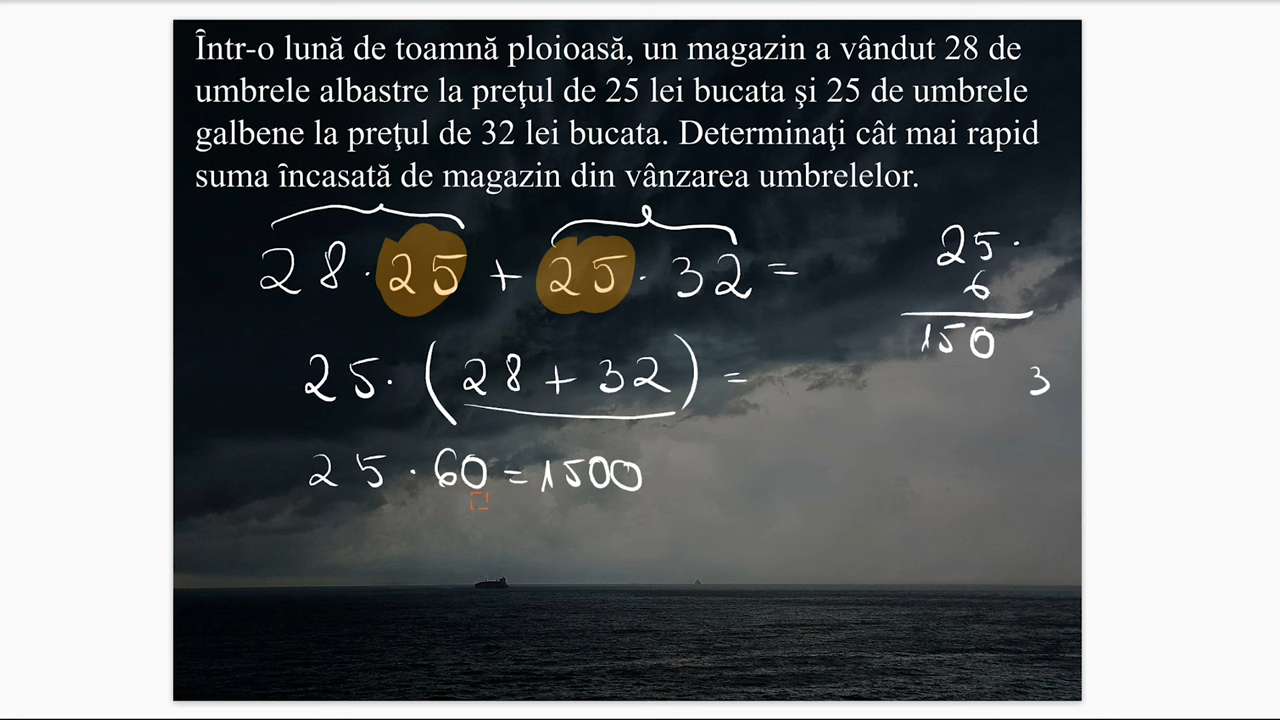 Într-o lună de toamnă ploioasă, un magazin a vândut 28 de
umbrele albastre la preţul de 25 lei bucata şi 25 de umbrele
galbene la preţul de 32 lei bucata. Determinaţi cât mai rapid
suma încasată de magazin din vânzarea umbrelelor.
28 · 25 + 25 · 32 =
25 · (28 + 32) =
25 · 60 = 1500
25 ·
6
150
3